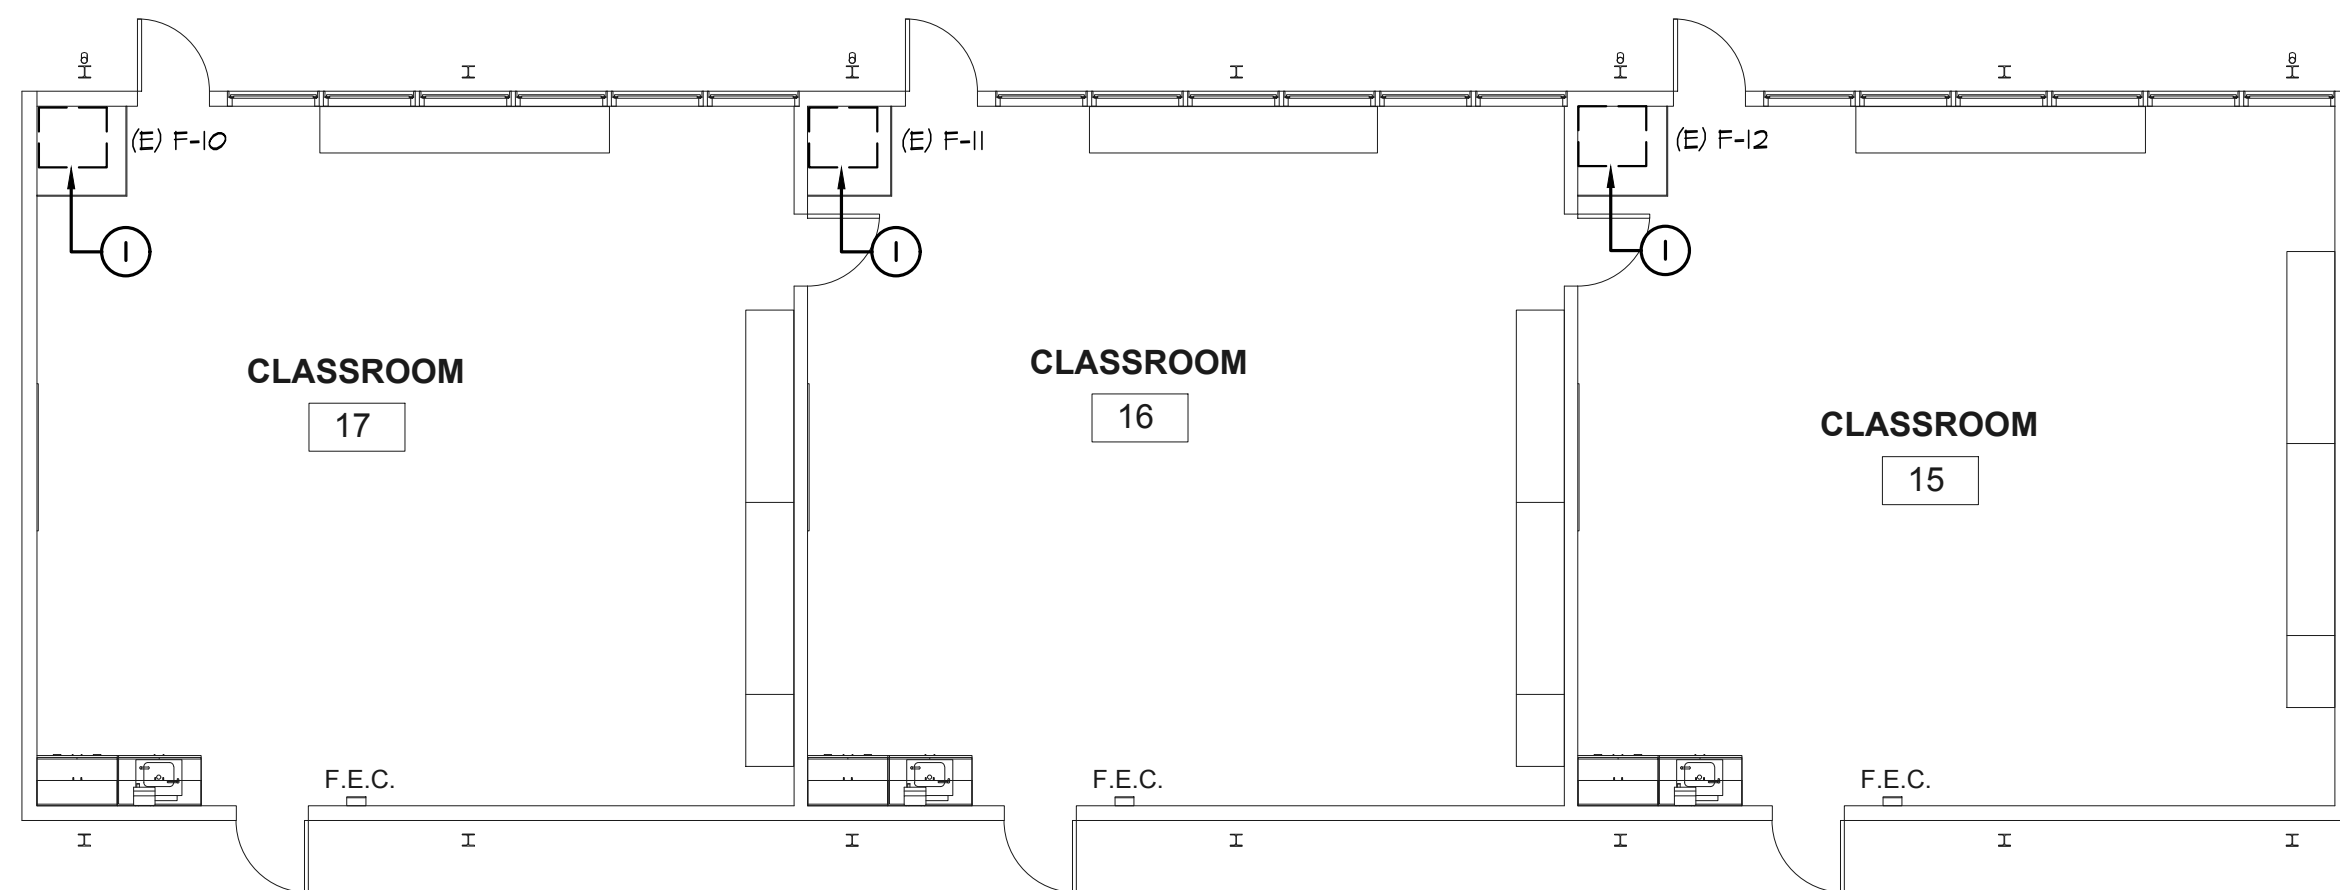 (E) F-10
(E) F-11
(E) F-12
1
1
1
CLASSROOM
17
CLASSROOM
16
CLASSROOM
15
F.E.C.
F.E.C.
F.E.C.